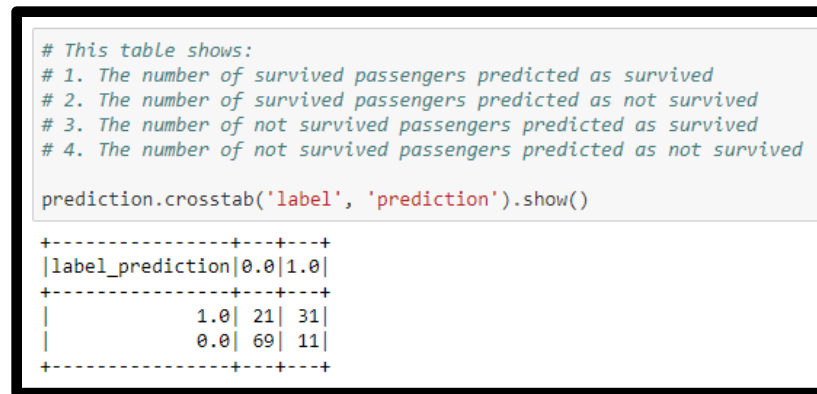 # This table shows:
# 1. The number of survived passengers predicted as survived
# 2. The number of survived passengers predicted as not survived
# 3. The number of not survived passengers predicted as survived
# 4. The number of not survived passengers predicted as not survived
prediction.crosstab('label', 'prediction').show()
+----------------+---+---+
|label_prediction|0.0|1.0|
+----------------+---+---+
|             1.0| 21| 31|
|             0.0| 69| 11|
+----------------+---+---+